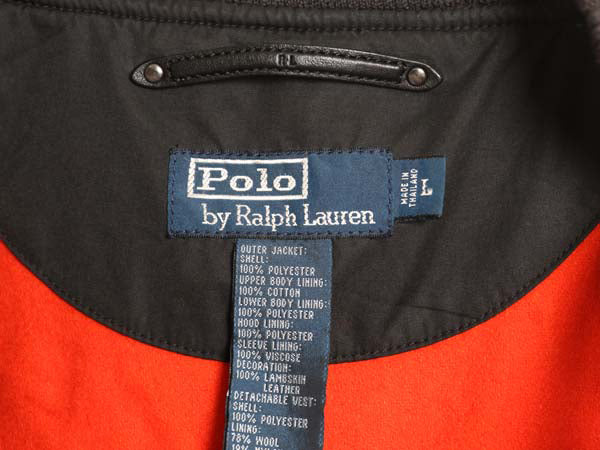 RL
Polo
by Ralph Lauren
MADE IN
THAILAND
L
OUTER JACKET:
SHELL:
100% POLYESTER
UPPER BODY LINING:
100% COTTON
LOWER BODY LINING:
100% POLYESTER
HOOD LINING:
100% POLYESTER
SLEEVE LINING:
100% VISCOSE
DECORATION:
100% LAMBSKIN
LEATHER
DETACHABLE VEST:
SHELL:
100% POLYESTER
LINING:
78% WOOL